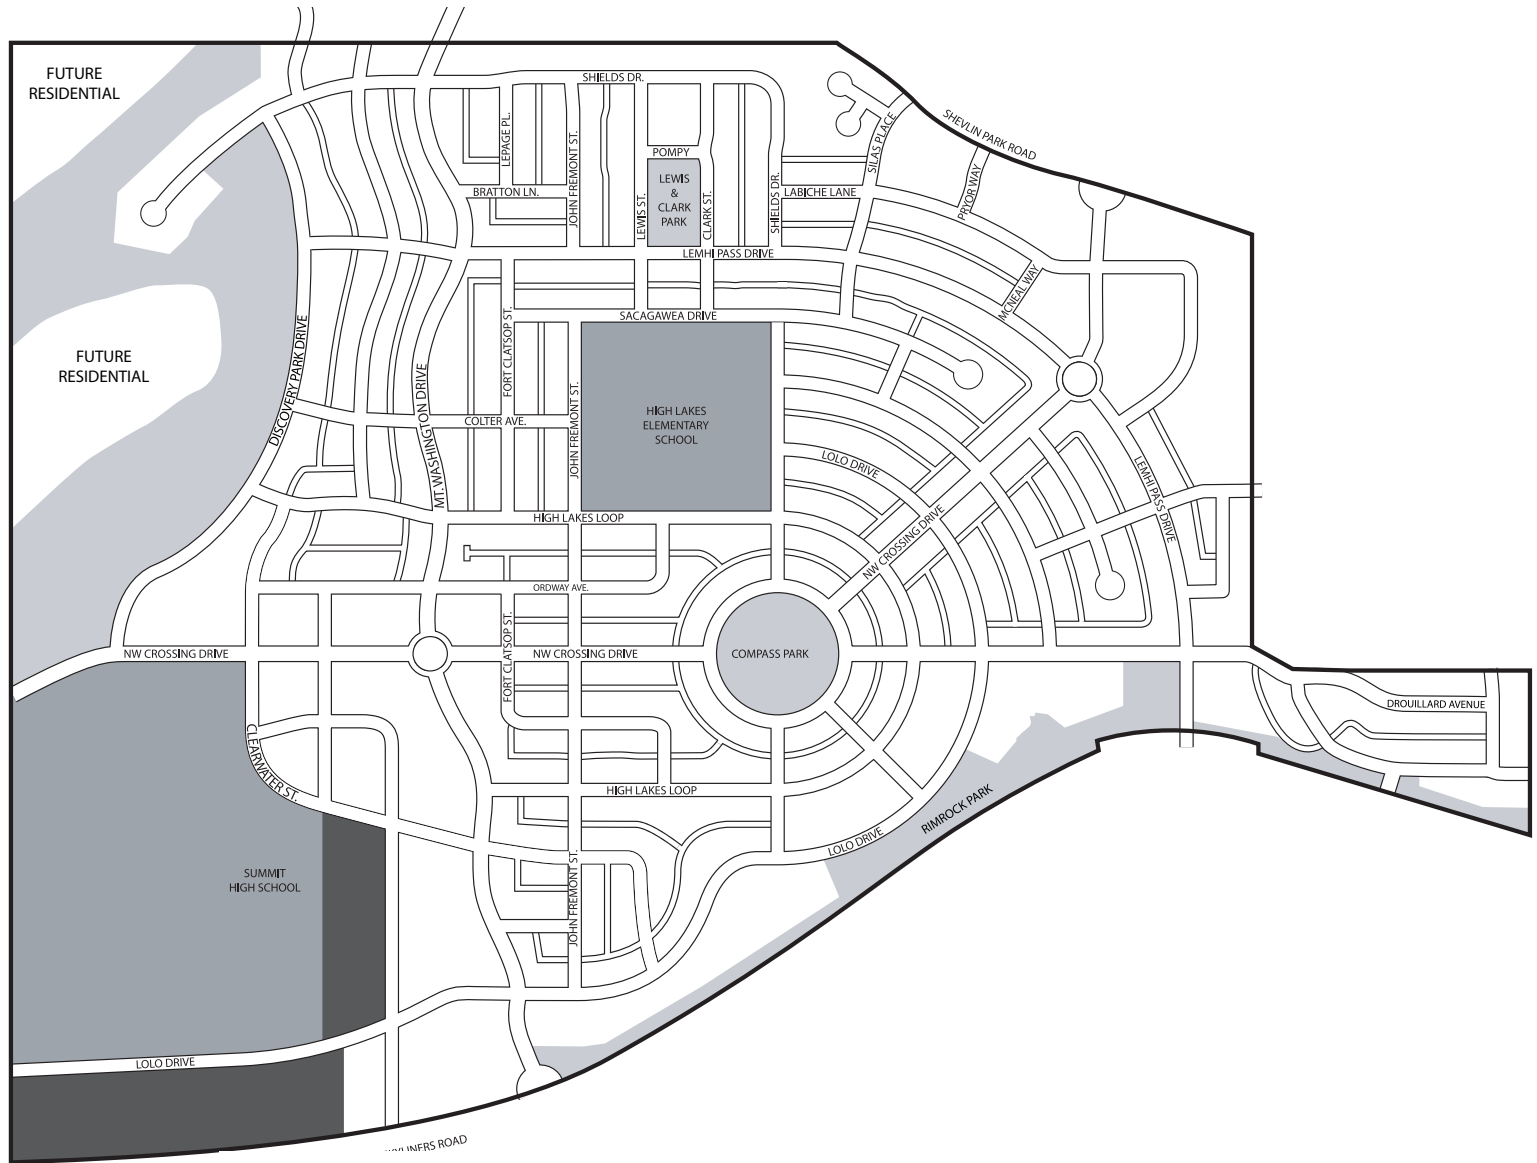 FUTURE
RESIDENTIAL
SHIELDS DR.
SHEVLIN PARK ROAD
SILAS PLACE
LEPAGE PL.
JOHN FREMONT ST.
POMPY
LEWIS
&
CLARK
PARK
LEWIS ST.
CLARK ST.
SHIELDS DR.
BRATTON LN.
LABICHE LANE
PRYOR WAY
LEMHI PASS DRIVE
MCNEAL WAY
SACAGAWEA DRIVE
FUTURE
RESIDENTIAL
DISCOVERY PARK DRIVE
MT. WASHINGTON DRIVE
FORT CLATSOP ST.
JOHN FREMONT ST.
COLTER AVE.
HIGH LAKES
ELEMENTARY
SCHOOL
LOLO DRIVE
LEMHI PASS DRIVE
HIGH LAKES LOOP
NW CROSSING DRIVE
ORDWAY AVE.
FORT CLATSOP ST.
NW CROSSING DRIVE
NW CROSSING DRIVE
COMPASS PARK
DROUILLARD AVENUE
CLEARWATER ST.
HIGH LAKES LOOP
RIMROCK PARK
LOLO DRIVE
SUMMIT
HIGH SCHOOL
JOHN FREMONT ST.
LOLO DRIVE
ROAD